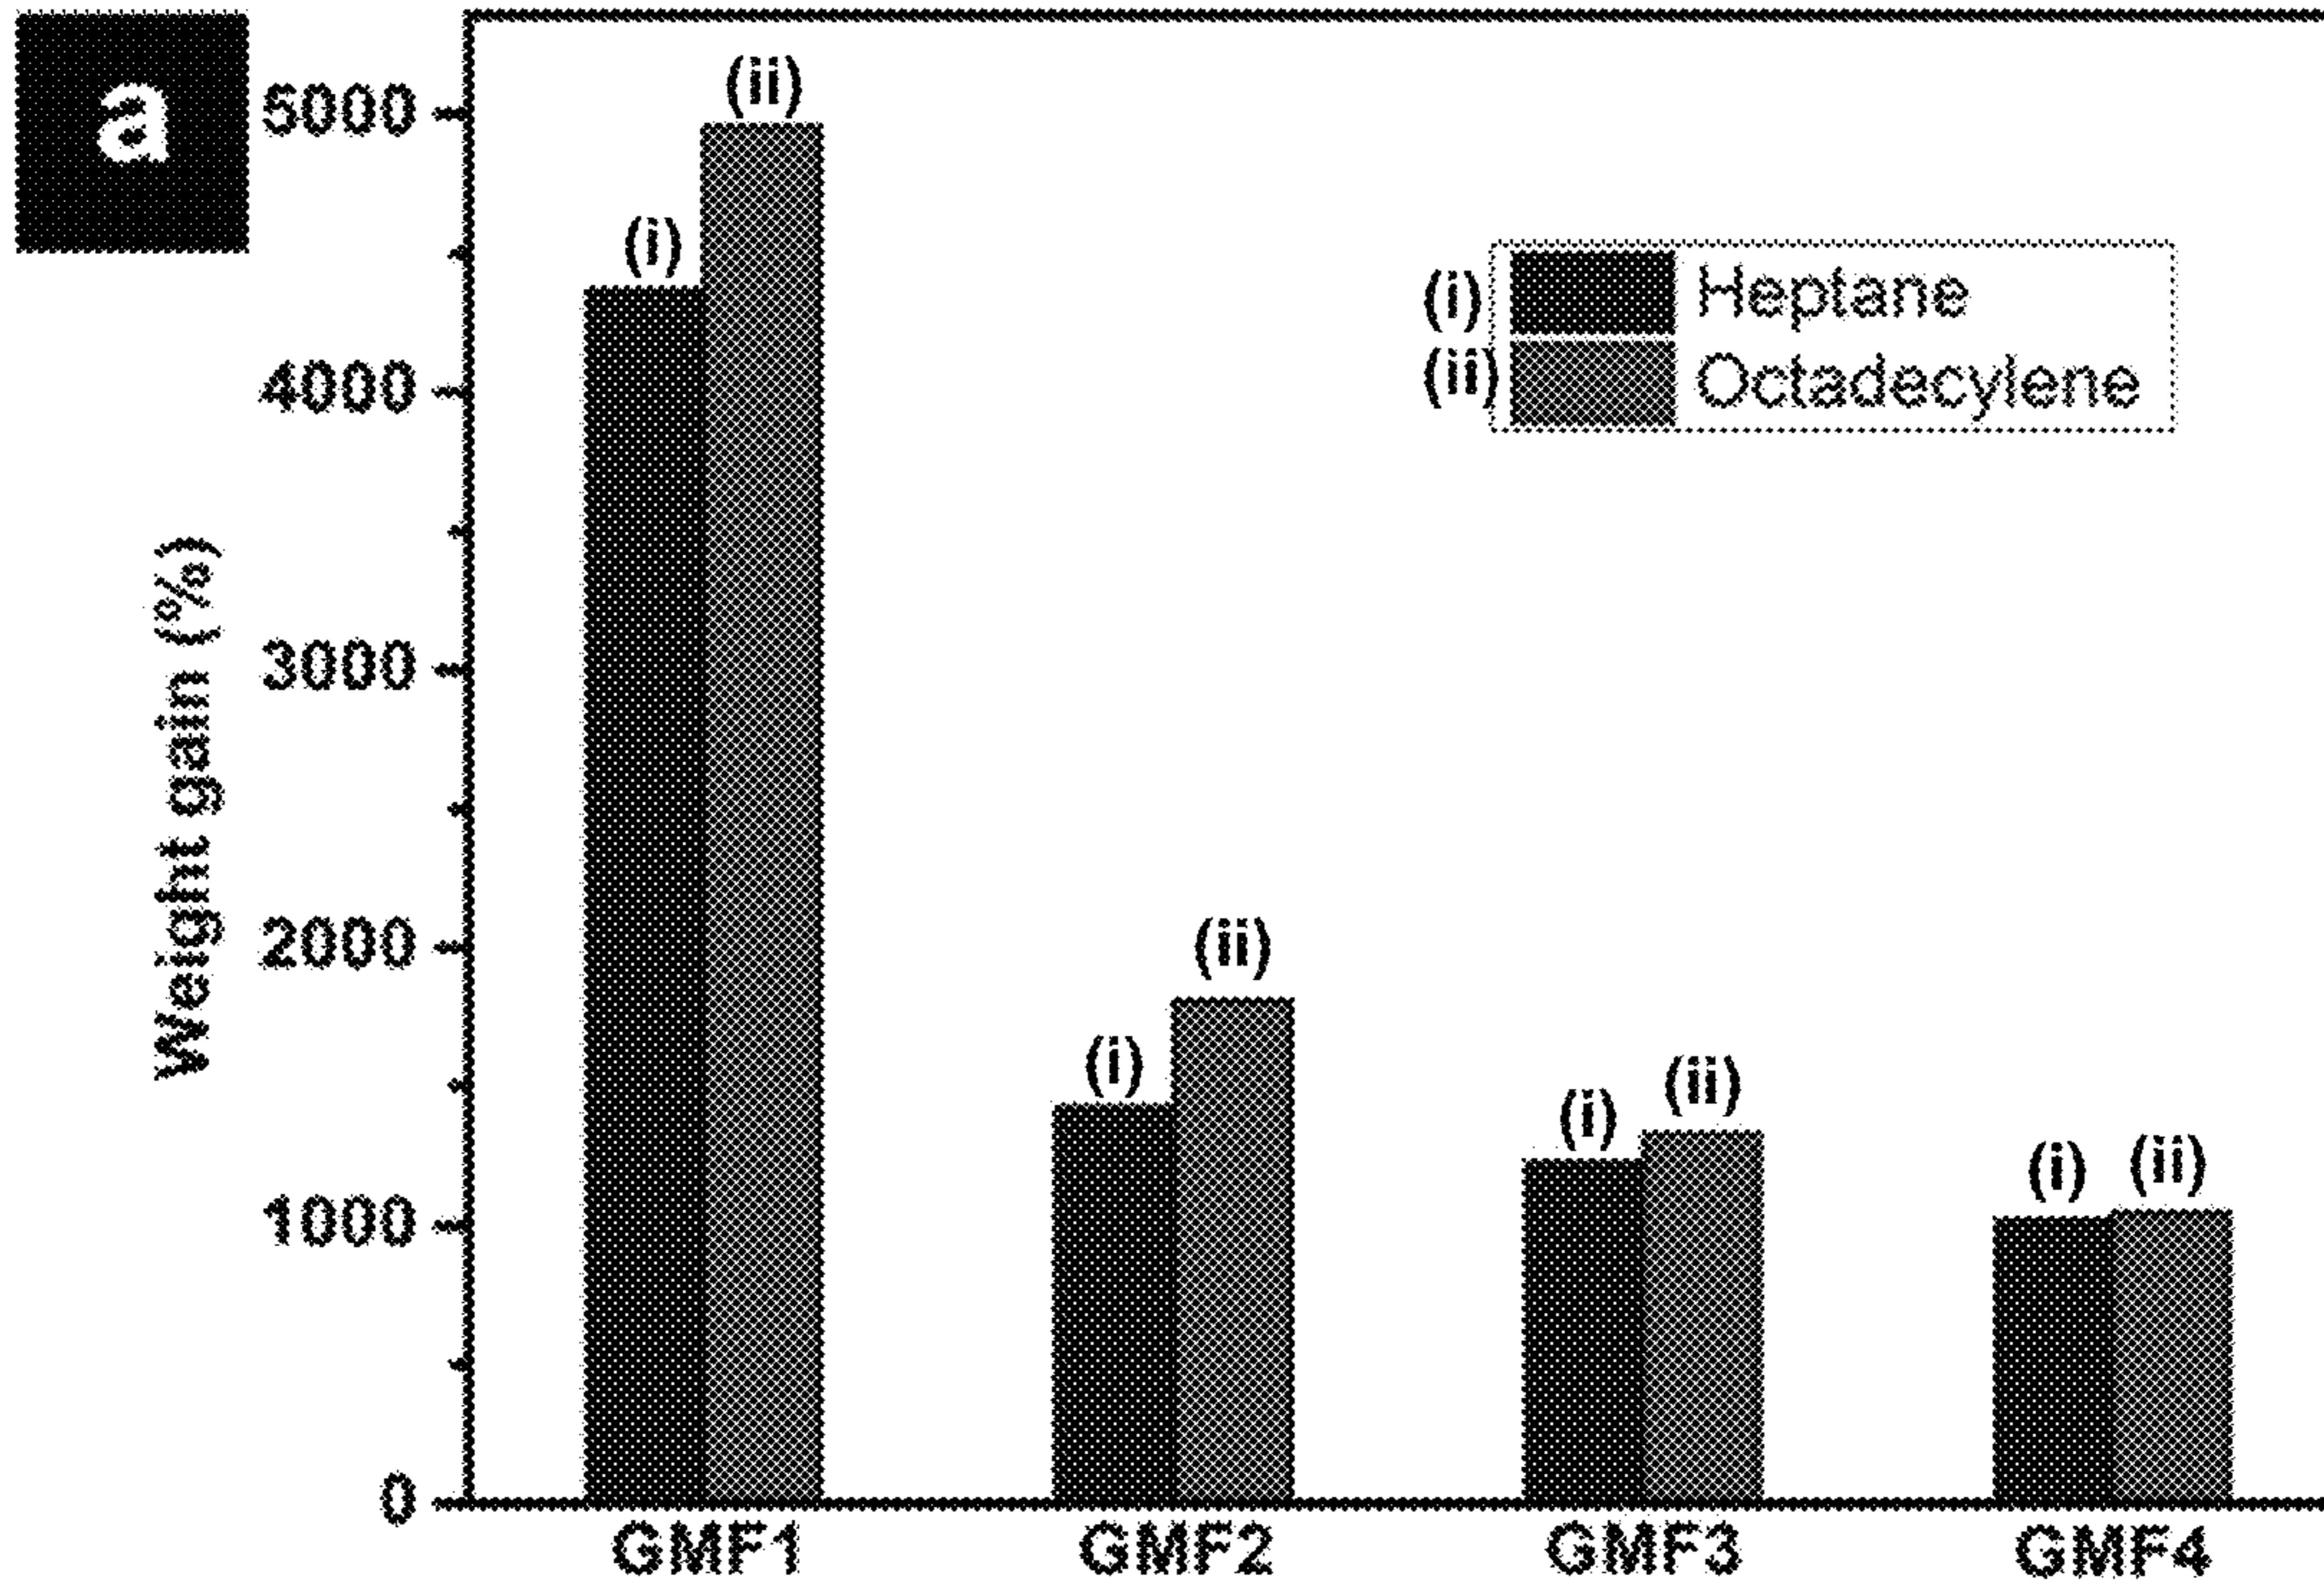 a
5000
4000
3000
2000
1000
0
Weight gain (%)
(i)
(ii)
(i) Heptane
(ii) Octadecylene
(i)
(ii)
(i)
(ii)
(i)
(ii)
GMF1
GMF2
GMF3
GMF4